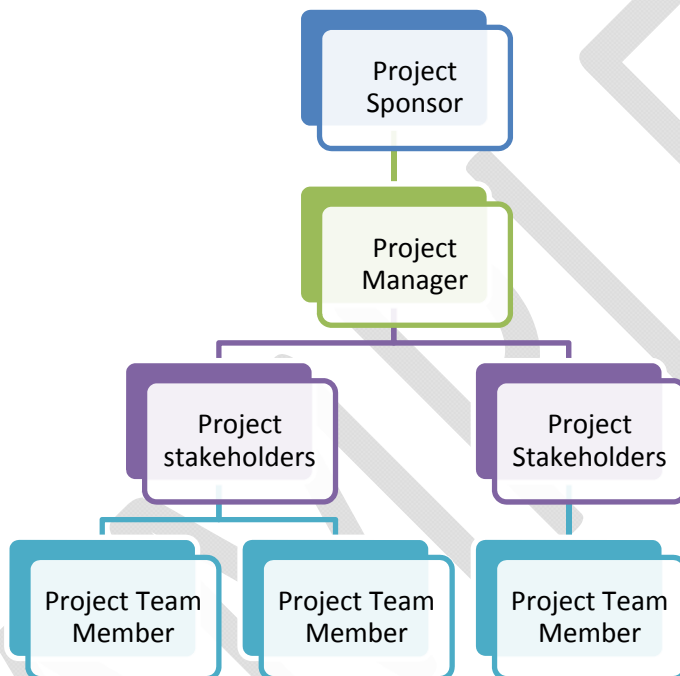 Project
Sponsor
Project
Manager
Project
stakeholders
Project
Stakeholders
Project Team
Member
Project Team
Member
Project Team
Member